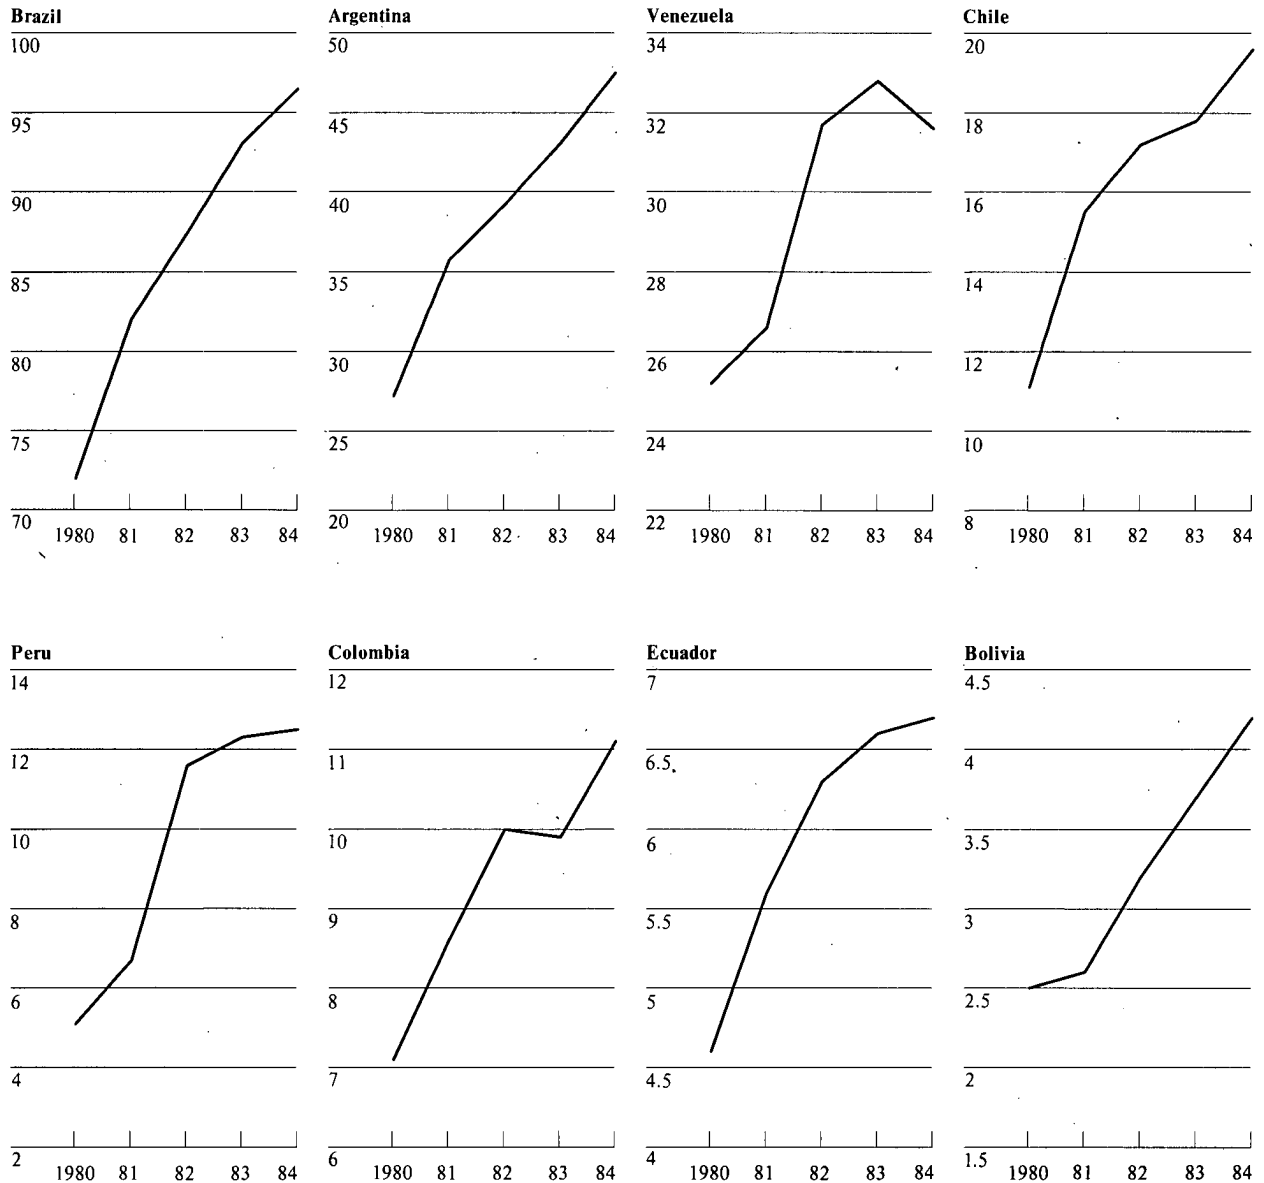 Brazil Argentina Venezuela Chile
100 50 34 20
95 45 32 18
90 40 30 16
85 35 28 14
80 30 26 12
75 25 24 10
70 20 22 8
1980 81 82 83 84 1980 81 82 83 84 1980 81 82 83 84 1980 81 82 83 84
Peru Colombia Ecuador Bolivia
14 12 7 4.5
12 11 6.5 4
10 10 6 3.5
8 9 5.5 3
6 8 5 2.5
4 7 4.5 2
2 6 4 1.5
1980 81 82 83 84 1980 81 82 83 84 1980 81 82 83 84 1980 81 82 83 84